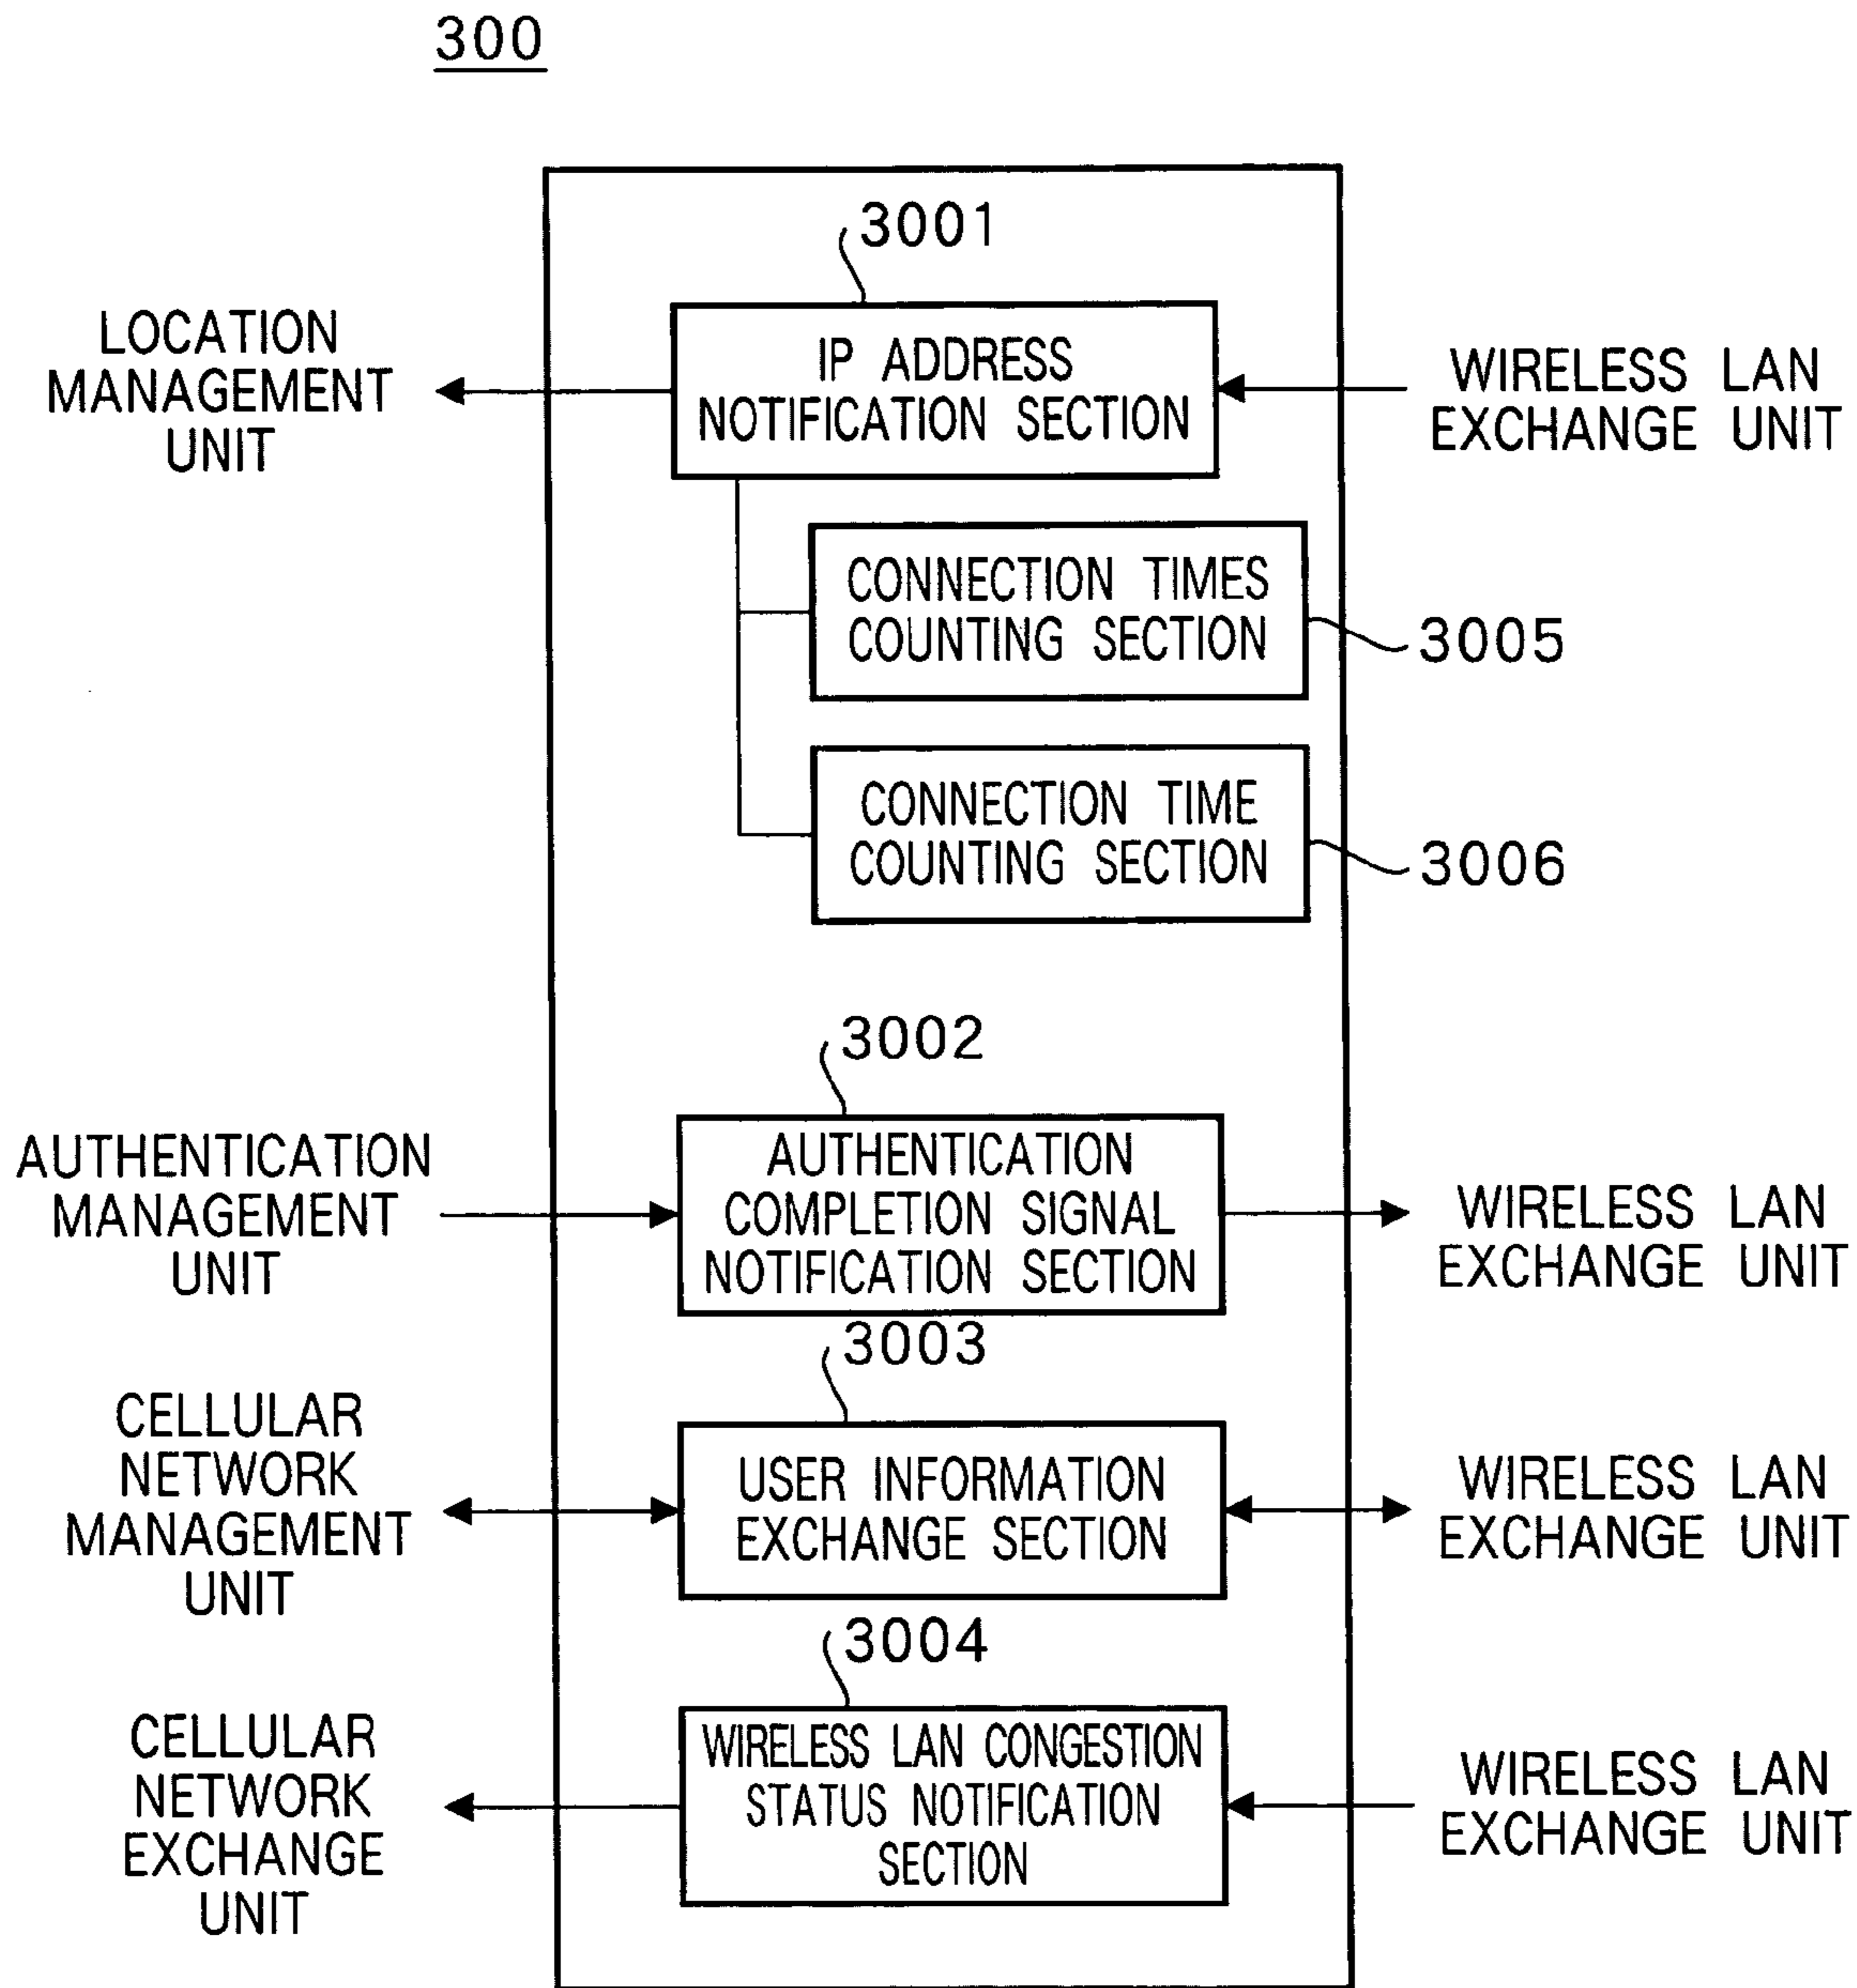 300
3001
LOCATION
MANAGEMENT
UNIT
IP ADDRESS
NOTIFICATION SECTION
WIRELESS LAN
EXCHANGE UNIT
CONNECTION TIMES
COUNTING SECTION
3005
CONNECTION TIME
COUNTING SECTION
3006
3002
AUTHENTICATION
MANAGEMENT
UNIT
AUTHENTICATION
COMPLETION SIGNAL
NOTIFICATION SECTION
WIRELESS LAN
EXCHANGE UNIT
3003
CELLULAR
NETWORK
MANAGEMENT
UNIT
USER INFORMATION
EXCHANGE SECTION
WIRELESS LAN
EXCHANGE UNIT
3004
CELLULAR
NETWORK
EXCHANGE
UNIT
WIRELESS LAN CONGESTION
STATUS NOTIFICATION
SECTION
WIRELESS LAN
EXCHANGE UNIT